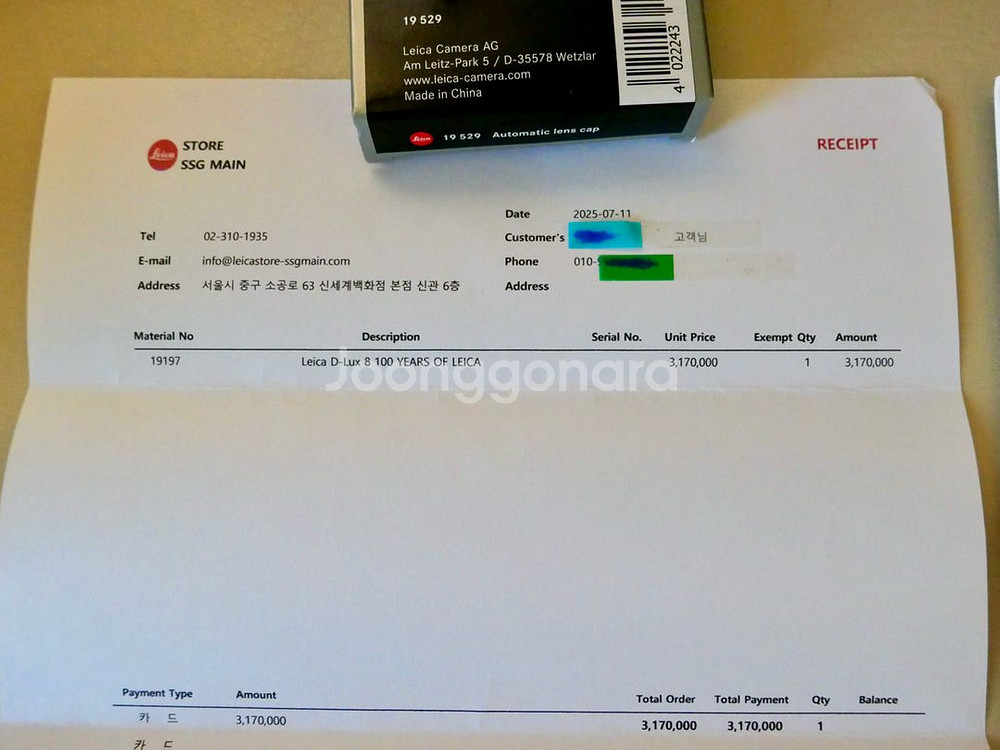 19 529
Leica Camera AG
Am Leitz-Park 5 / D-35578 Wetzlar
www.leica-camera.com
Made in China
4 022243
Leica 19 529 Automatic lens cap
Leica STORE
SSG MAIN
RECEIPT
Date 2025-07-11
Tel 02-310-1935
Customer's 고객님
E-mail info@leicastore-ssgmain.com
Phone 010-
Address 서울시 중구 소공로 63 신세계백화점 본점 신관 6층
Address
Material No Description Serial No. Unit Price Exempt Qty Amount
19197 Leica D-Lux 8 100 YEARS OF LEICA 3,170,000 1 3,170,000
Joonggonara
Payment Type Amount Total Order Total Payment Qty Balance
카 드 3,170,000 3,170,000 3,170,000 1
카 드